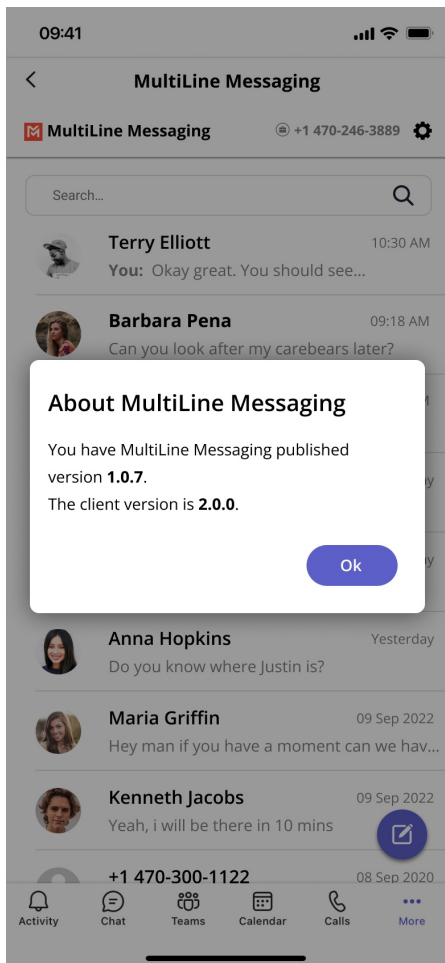 09:41
MultiLine Messaging
MultiLine Messaging +1 470-246-3889
Search...
Terry Elliott 10:30 AM
You: Okay great. You should see...
Barbara Pena 09:18 AM
Can you look after my carebears later?
About MultiLine Messaging
You have MultiLine Messaging published
version 1.0.7.
The client version is 2.0.0.
Ok
Anna Hopkins Yesterday
Do you know where Justin is?
Maria Griffin 09 Sep 2022
Hey man if you have a moment can we hav...
Kenneth Jacobs 09 Sep 2022
Yeah, i will be there in 10 mins
+1 470-300-1122 08 Sep 2020
Activity Chat Teams Calendar Calls More